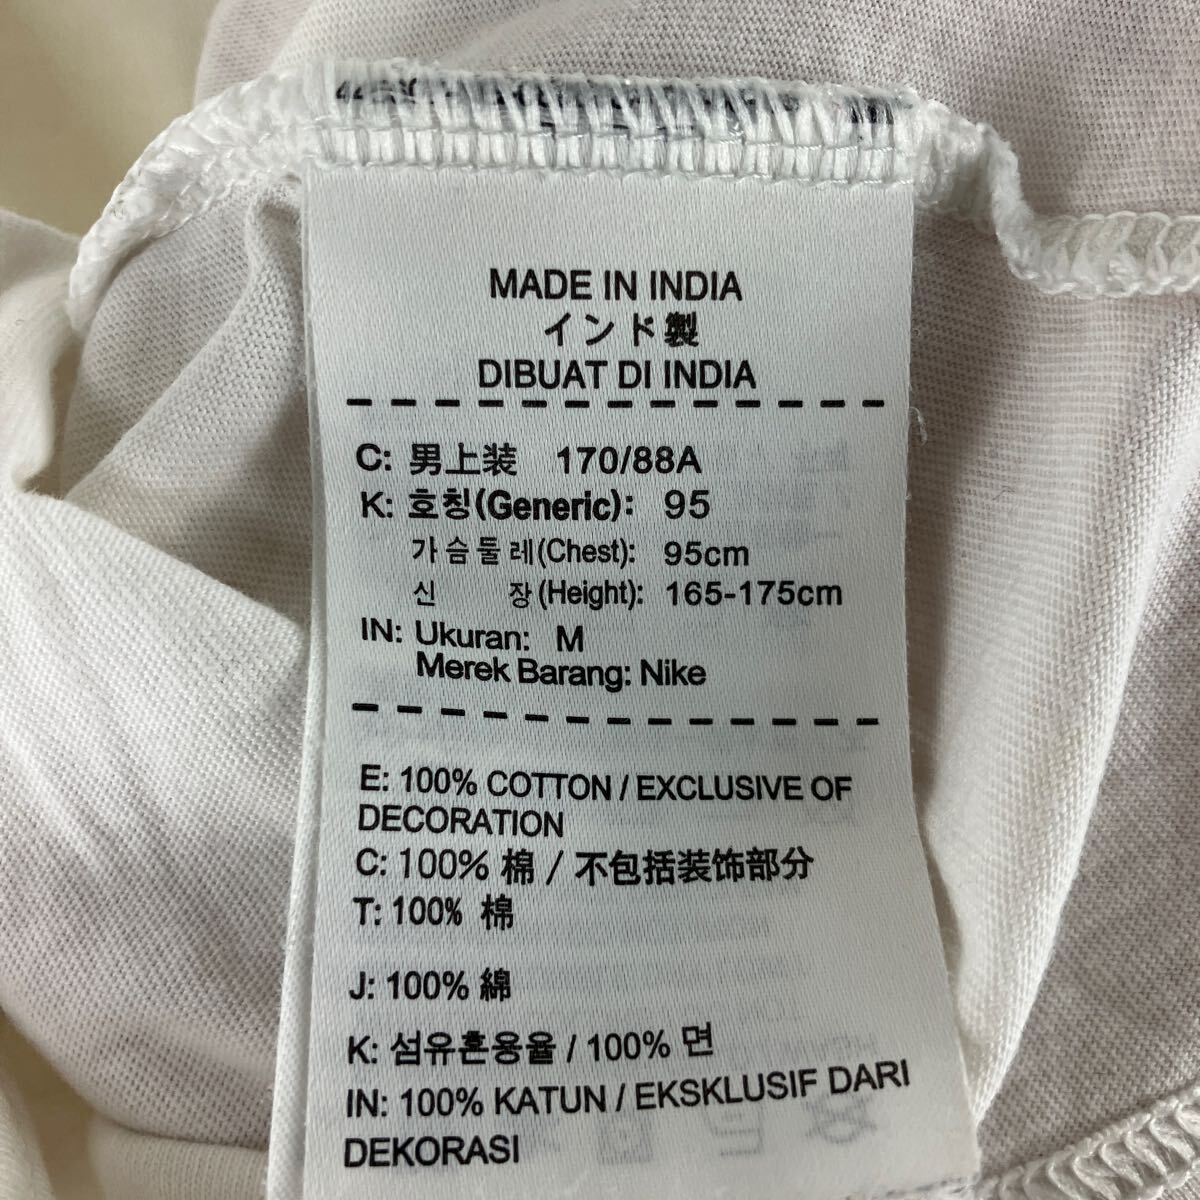 MADE IN INDIA
インド製
DIBUAT DI INDIA
C: 男上装 170/88A
K: 호칭(Generic): 95
가슴둘레(Chest): 95cm
신 장(Height): 165-175cm
IN: Ukuran: M
Merek Barang: Nike
E: 100% COTTON / EXCLUSIVE OF
DECORATION
C: 100% 棉 / 不包括装饰部分
T: 100% 棉
J: 100% 綿
K: 섬유혼용율 / 100% 면
IN: 100% KATUN / EKSKLUSIF DARI
DEKORASI